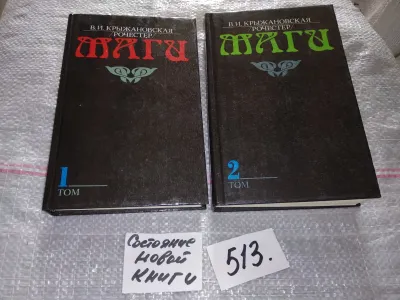 В.И. КРЫЖАНОВСКАЯ
РОЧЕСТЕР
МАГИ
1
ТОМ
В.И. КРЫЖАНОВСКАЯ
РОЧЕСТЕР
МАГИ
2
ТОМ
Состояние
новой
книги
513.